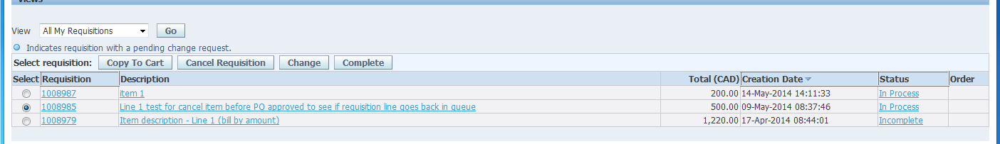 Views
View All My Requisitions Go
Indicates requisition with a pending change request.
Select requisition: Copy To Cart Cancel Requisition Change Complete
Select Requisition Description Total (CAD) Creation Date Status Order
1008987 item 1 200.00 14-May-2014 14:11:33 In Process
1008985 Line 1 test for cancel item before PO approved to see if requisition line goes back in queue 500.00 09-May-2014 08:37:46 In Process
1008979 Item description - Line 1 (bill by amount) 1,220.00 17-Apr-2014 08:44:01 Incomplete